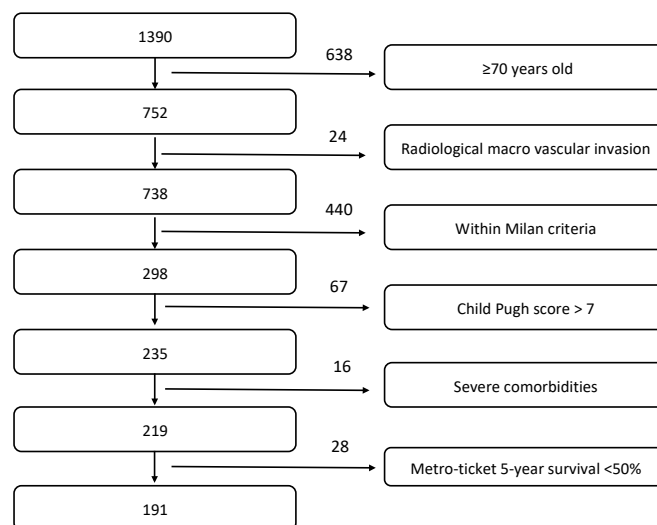 1390
638
≥70 years old
752
24
Radiological macro vascular invasion
738
440
Within Milan criteria
298
67
Child Pugh score > 7
235
16
Severe comorbidities
219
28
Metro-ticket 5-year survival <50%
191